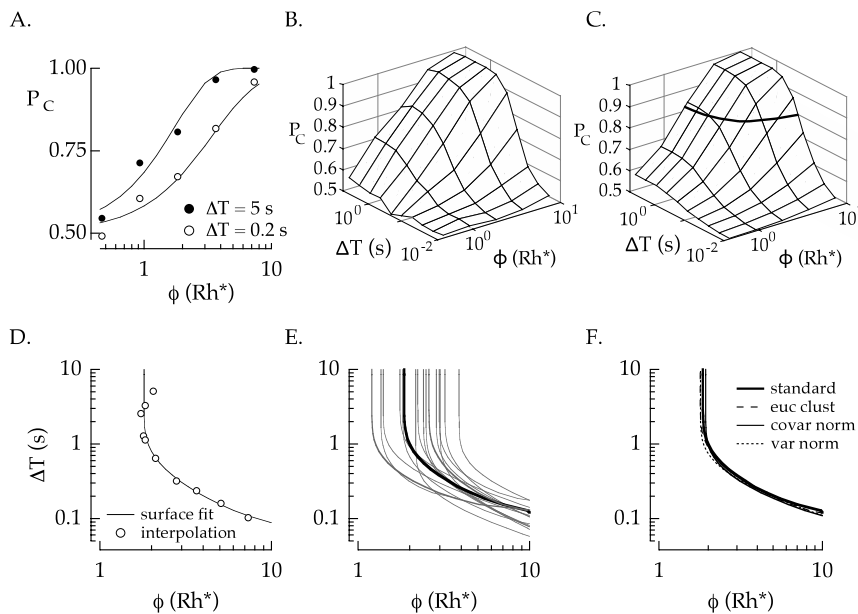 A.
B.
C.
1.00
0.75
0.50
P_C
ΔT = 5 s
ΔT = 0.2 s
1
10
ϕ (Rh*)
1
0.9
0.8
0.7
0.6
0.5
P_C
10^0
10^-2
ΔT (s)
10^0
10^1
ϕ (Rh*)
1
0.9
0.8
0.7
0.6
0.5
P_C
10^0
10^-2
ΔT (s)
10^0
10^1
ϕ (Rh*)
D.
E.
F.
10
1
0.1
ΔT (s)
surface fit
interpolation
1
10
ϕ (Rh*)
10
1
0.1
1
10
ϕ (Rh*)
10
1
0.1
standard
euc clust
covar norm
var norm
1
10
ϕ (Rh*)